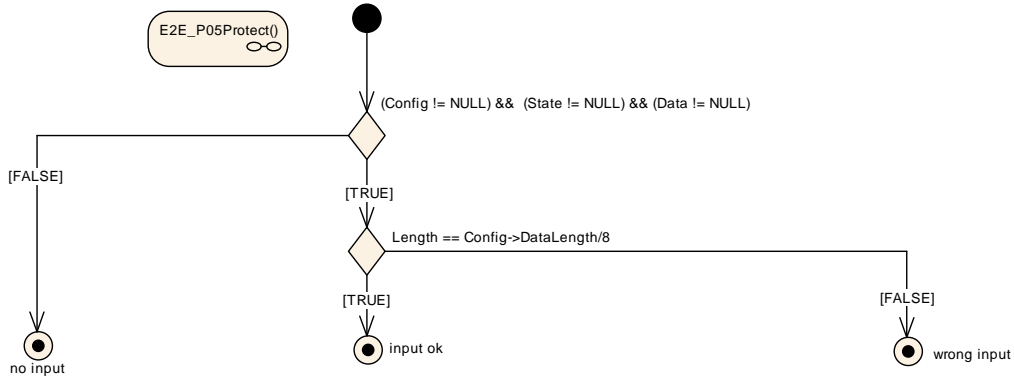 E2E_P05Protect()
(Config != NULL) &&  (State != NULL) && (Data != NULL)
[FALSE]
[TRUE]
Length == Config->DataLength/8
[TRUE]
[FALSE]
input ok
wrong input
no input